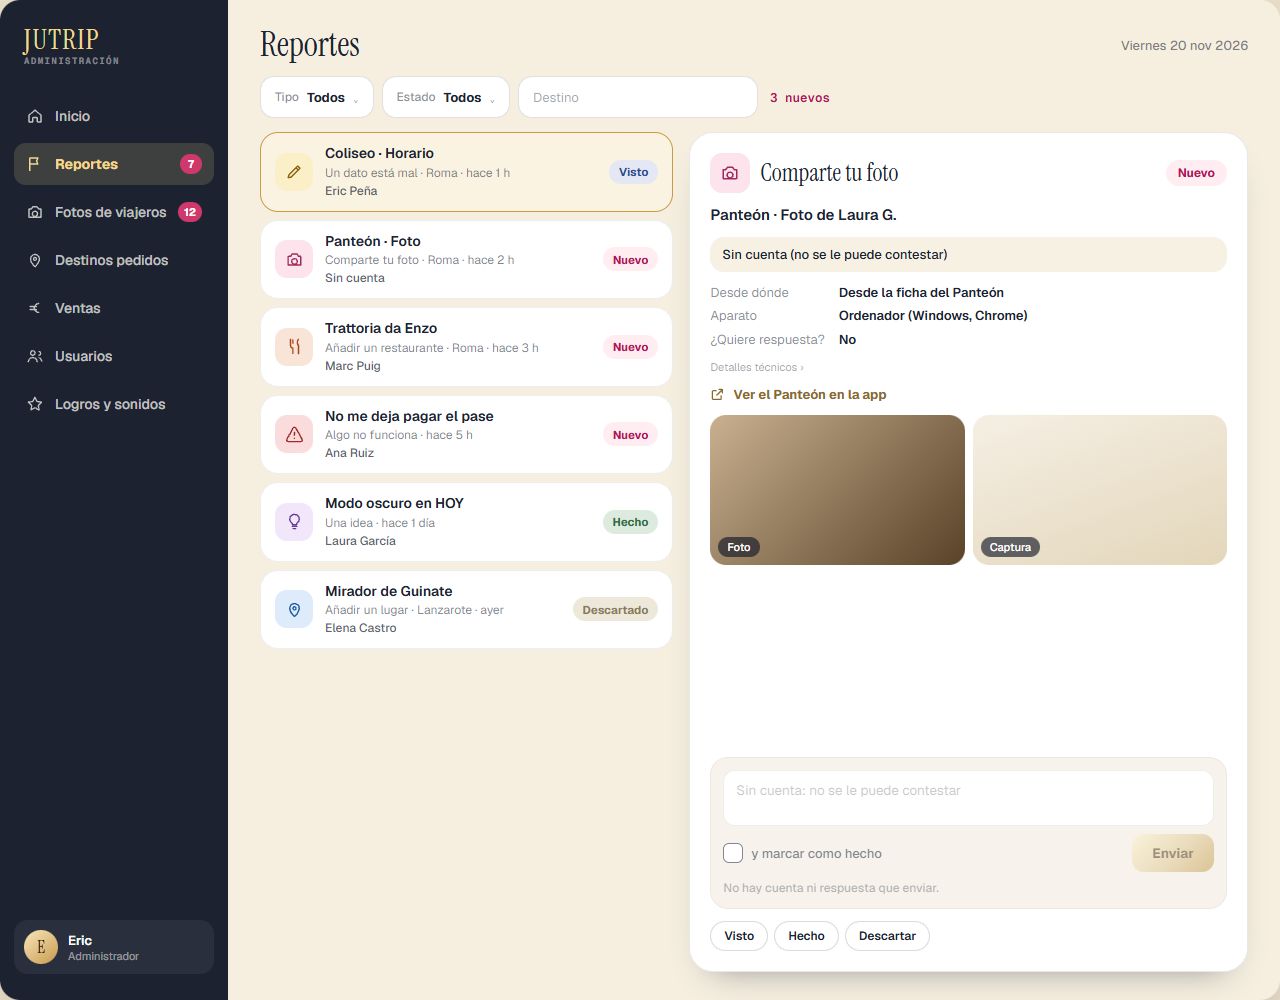 JUTRIP
ADMINISTRACIÓN
Inicio
Reportes 7
Fotos de viajeros 12
Destinos pedidos
Ventas
Usuarios
Logros y sonidos
E
Eric
Administrador
Reportes
Viernes 20 nov 2026
Tipo Todos
Estado Todos
Destino
3 nuevos
Coliseo · Horario
Un dato está mal · Roma · hace 1 h
Eric Peña
Visto
Panteón · Foto
Comparte tu foto · Roma · hace 2 h
Sin cuenta
Nuevo
Trattoria da Enzo
Añadir un restaurante · Roma · hace 3 h
Marc Puig
Nuevo
No me deja pagar el pase
Algo no funciona · hace 5 h
Ana Ruiz
Nuevo
Modo oscuro en HOY
Una idea · hace 1 día
Laura García
Hecho
Mirador de Guinate
Añadir un lugar · Lanzarote · ayer
Elena Castro
Descartado
Comparte tu foto
Nuevo
Panteón · Foto de Laura G.
Sin cuenta (no se le puede contestar)
Desde dónde Desde la ficha del Panteón
Aparato Ordenador (Windows, Chrome)
¿Quiere respuesta? No
Detalles técnicos ›
Ver el Panteón en la app
Foto
Captura
Sin cuenta: no se le puede contestar
y marcar como hecho
Enviar
No hay cuenta ni respuesta que enviar.
Visto
Hecho
Descartar